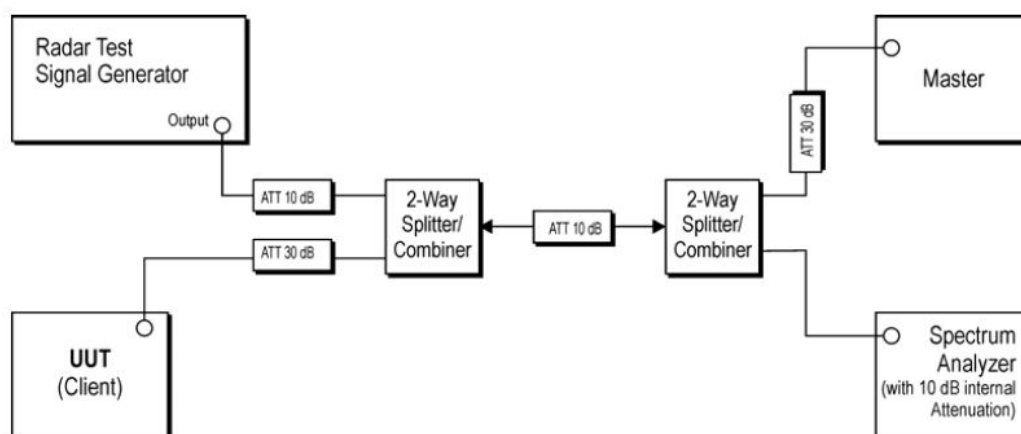 Radar Test
Signal Generator
Output
ATT 10 dB
ATT 30 dB
2-Way
Splitter/
Combiner
ATT 10 dB
2-Way
Splitter/
Combiner
ATT 30 dB
Master
UUT
(Client)
Spectrum
Analyzer
(with 10 dB internal
Attenuation)